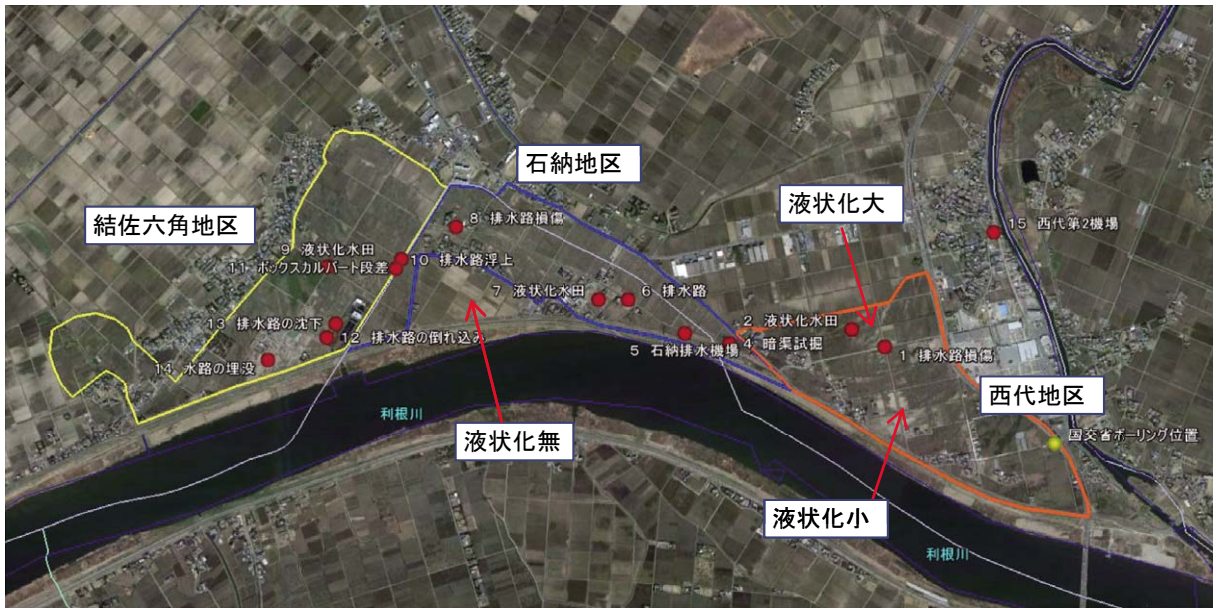 石納地区
液状化大
結佐六角地区
8 排水路損傷
15 西代第2機場
9 液状化水田
10 排水路浮上
11 ボックスカルバート段差
7 液状化水田
6 排水路
13 排水路の沈下
2 液状化水田
12 排水路の倒れ込み
5 石納排水機場
4 暗渠試掘
1 排水路損傷
14 水路の埋没
西代地区
利根川
液状化無
国交省ボーリング位置
液状化小
利根川